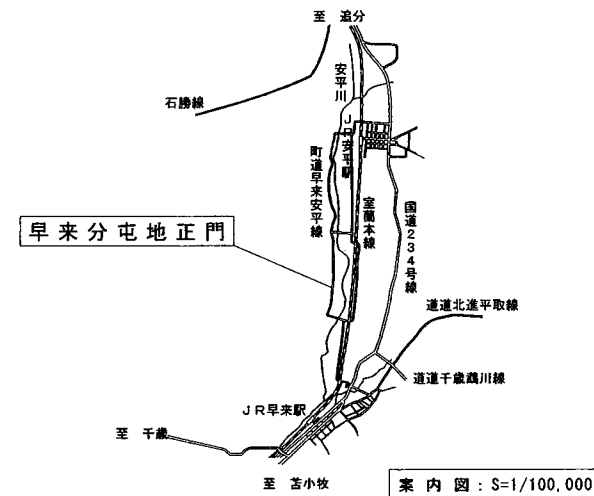 至 追分
安平川
石勝線
JR安平駅
町道早来安平線
室蘭本線
国道234号線
早来分屯地正門
道道北進平取線
道道千歳鵡川線
JR早来駅
至 千歳
至 苫小牧
案内図:S=1/100,000